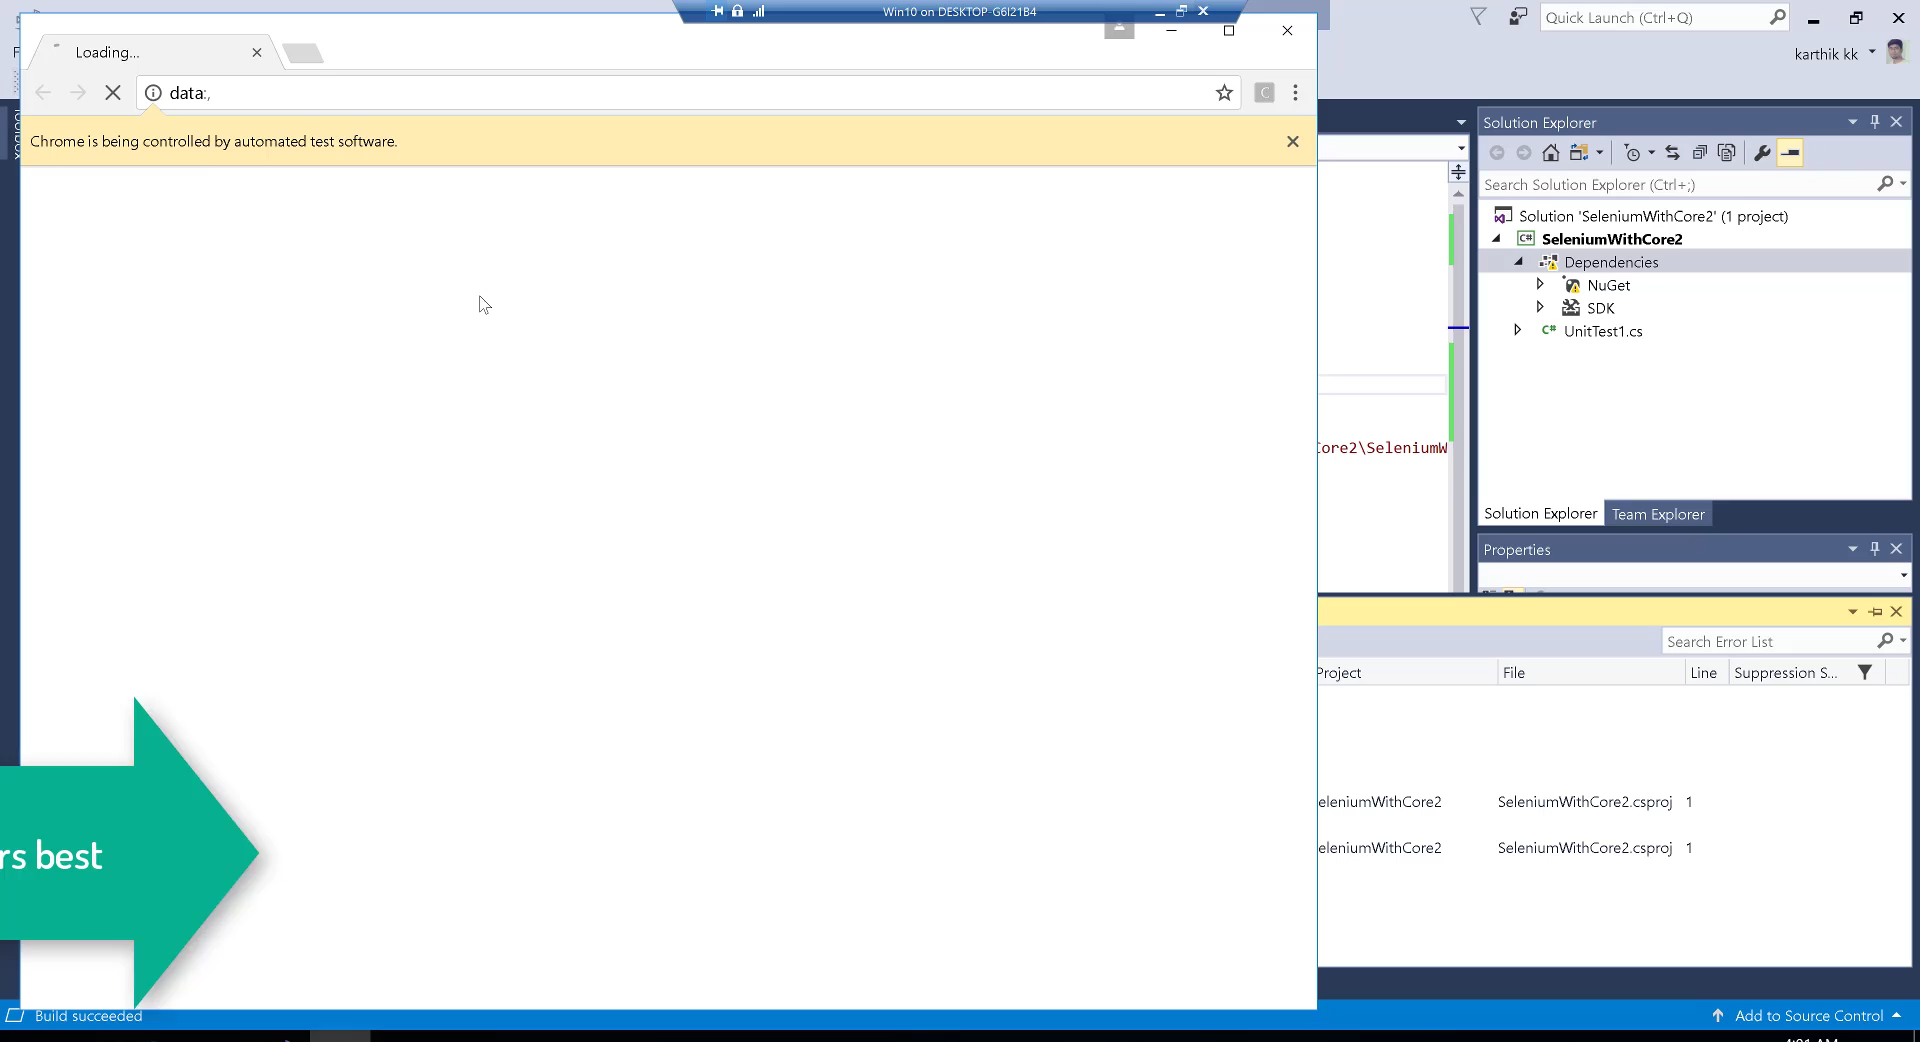 Win10 on DESKTOP-G6I21B4
Quick Launch (Ctrl+Q)
karthik kk
Loading...
data:,
C
Chrome is being controlled by automated test software.
Solution Explorer
Search Solution Explorer (Ctrl+;)
Solution 'SeleniumWithCore2' (1 project)
C# SeleniumWithCore2
Dependencies
NuGet
SDK
C# UnitTest1.cs
Core2\SeleniumW
Solution Explorer
Team Explorer
Properties
Search Error List
Project
File
Line
Suppression S...
eleniumWithCore2
SeleniumWithCore2.csproj
1
eleniumWithCore2
SeleniumWithCore2.csproj
1
rs best
Build succeeded
Add to Source Control